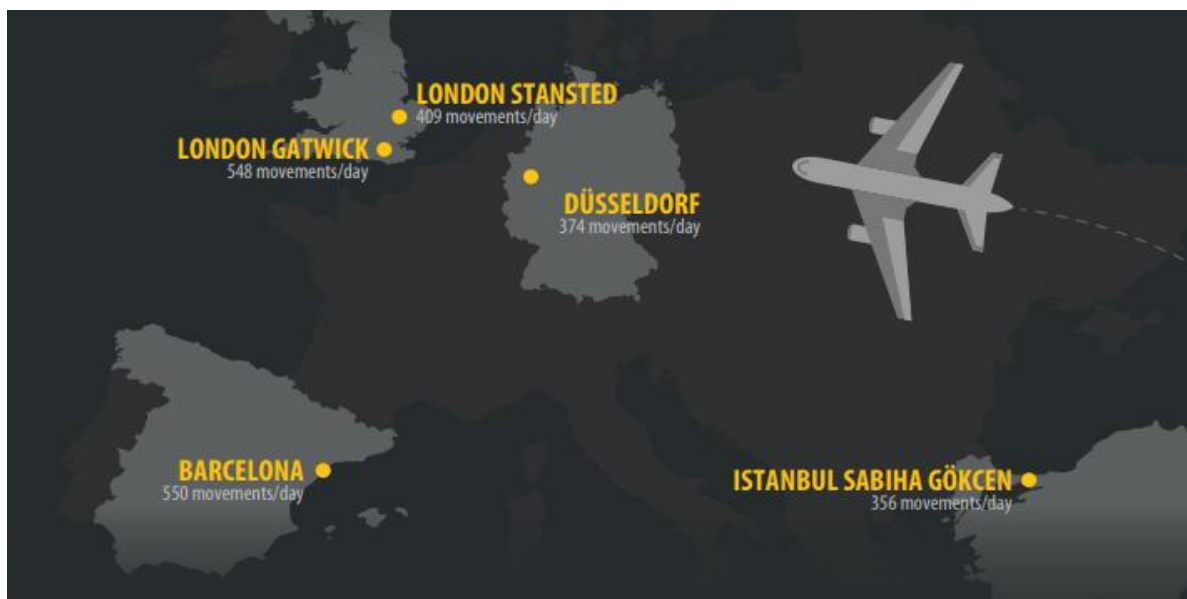 LONDON STANSTED
409 movements/day
LONDON GATWICK
548 movements/day
DÜSSELDORF
374 movements/day
BARCELONA
550 movements/day
ISTANBUL SABIHA GÖKCEN
356 movements/day